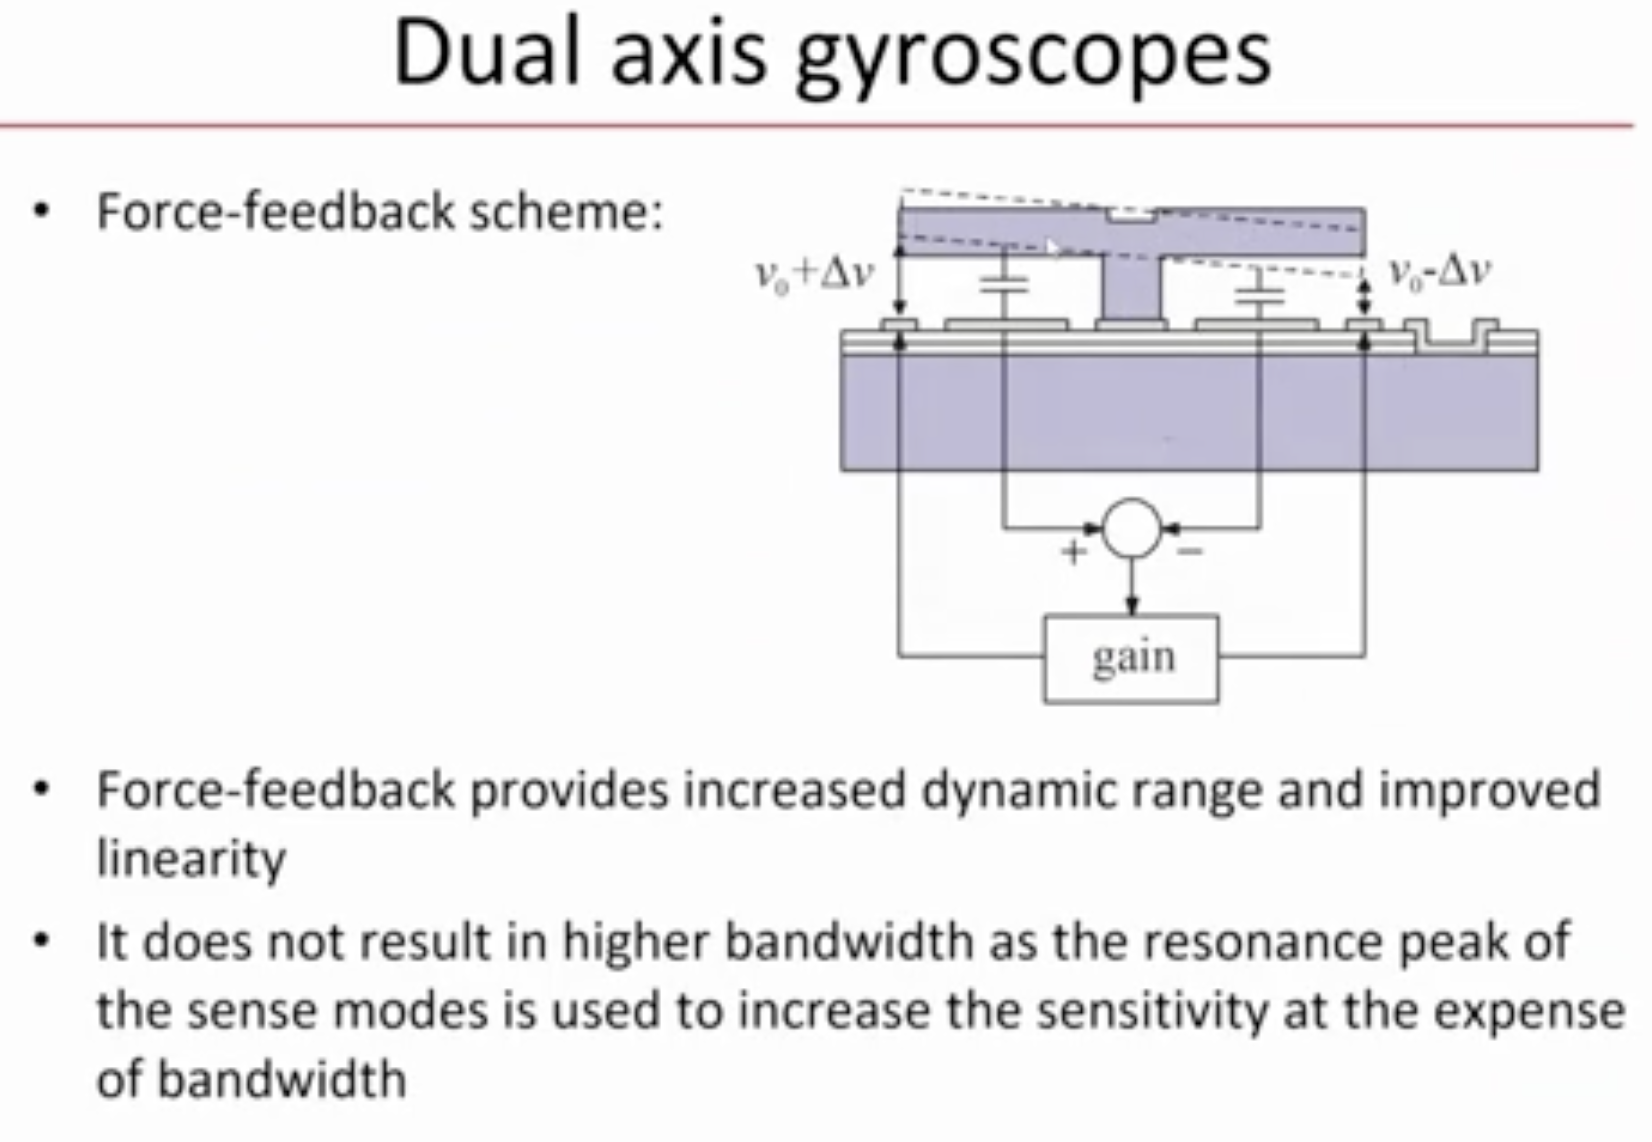 Dual axis gyroscopes
• Force-feedback scheme:
v₀+Δv
v₀-Δv
+
−
gain
• Force-feedback provides increased dynamic range and improved
linearity
• It does not result in higher bandwidth as the resonance peak of
the sense modes is used to increase the sensitivity at the expense
of bandwidth